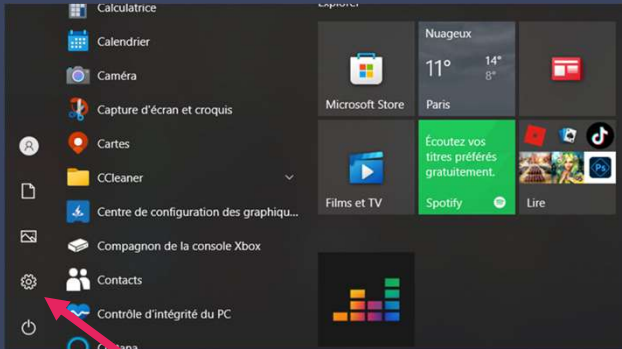 Calculatrice
Calendrier
Caméra
Capture d'écran et croquis
Cartes
CCleaner
Centre de configuration des graphiqu...
Compagnon de la console Xbox
Contacts
Contrôle d'intégrité du PC
Cortana
Explorer
Microsoft Store
Nuageux
11°
14°
8°
Paris
Films et TV
Écoutez vos
titres préférés
gratuitement.
Spotify
Ps
Lire